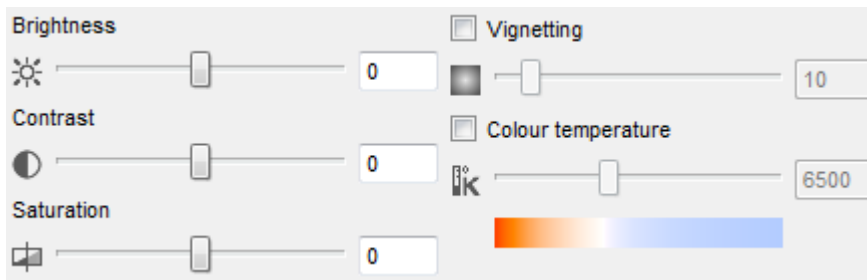 Brightness
0
Contrast
0
Saturation
0
Vignetting
10
Colour temperature
K
6500